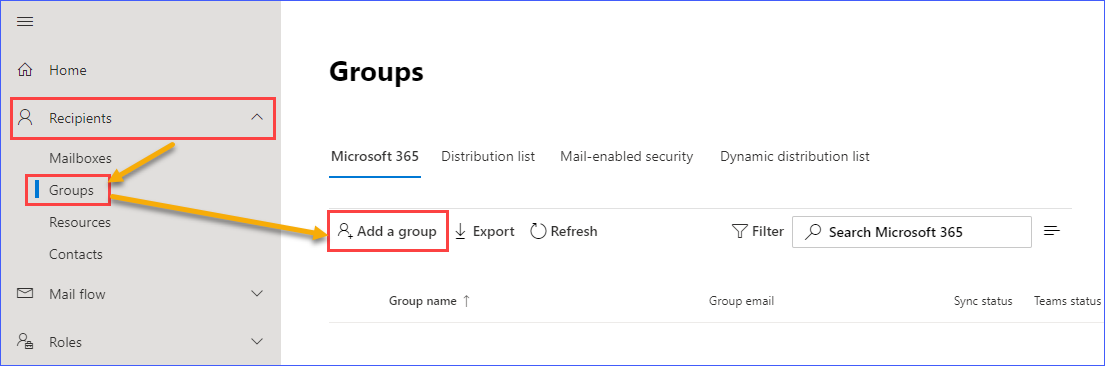 Home
Recipients
Mailboxes
Groups
Resources
Contacts
Mail flow
Roles
Groups
Microsoft 365 Distribution list Mail-enabled security Dynamic distribution list
Add a group Export Refresh Filter Search Microsoft 365
Group name ↑ Group email Sync status Teams status